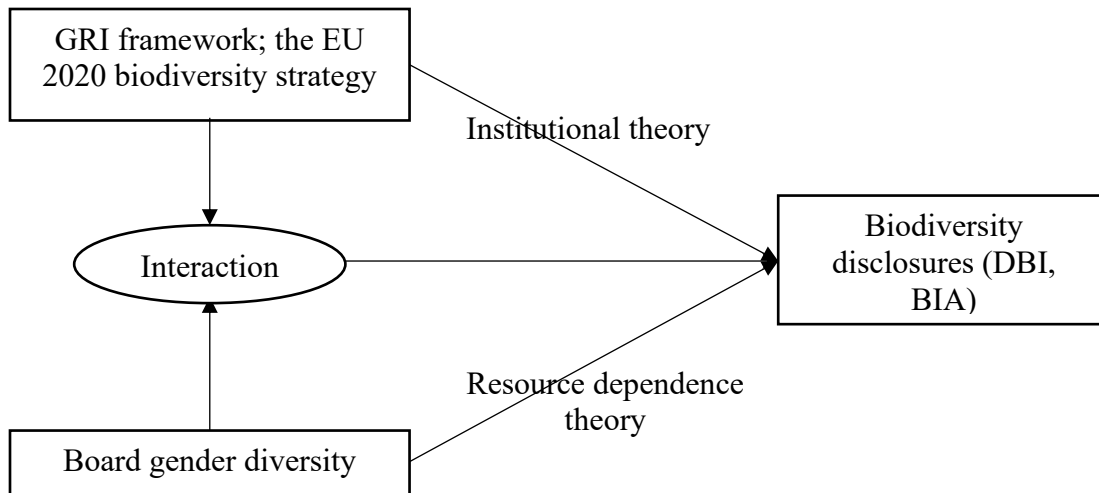 GRI framework; the EU
2020 biodiversity strategy
Institutional theory
Interaction
Biodiversity
disclosures (DBI,
BIA)
Resource dependence
theory
Board gender diversity